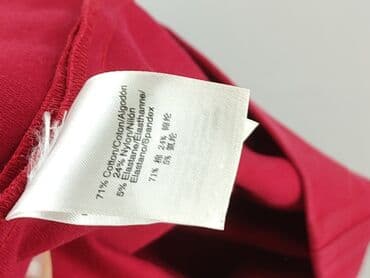 71% Cotton/Coton/Algodón
24% Nylon/Nilón
5% Elastane/Elasthanne/
Elastano/Spandex
71% 棉 24% 锦纶
5% 氨纶